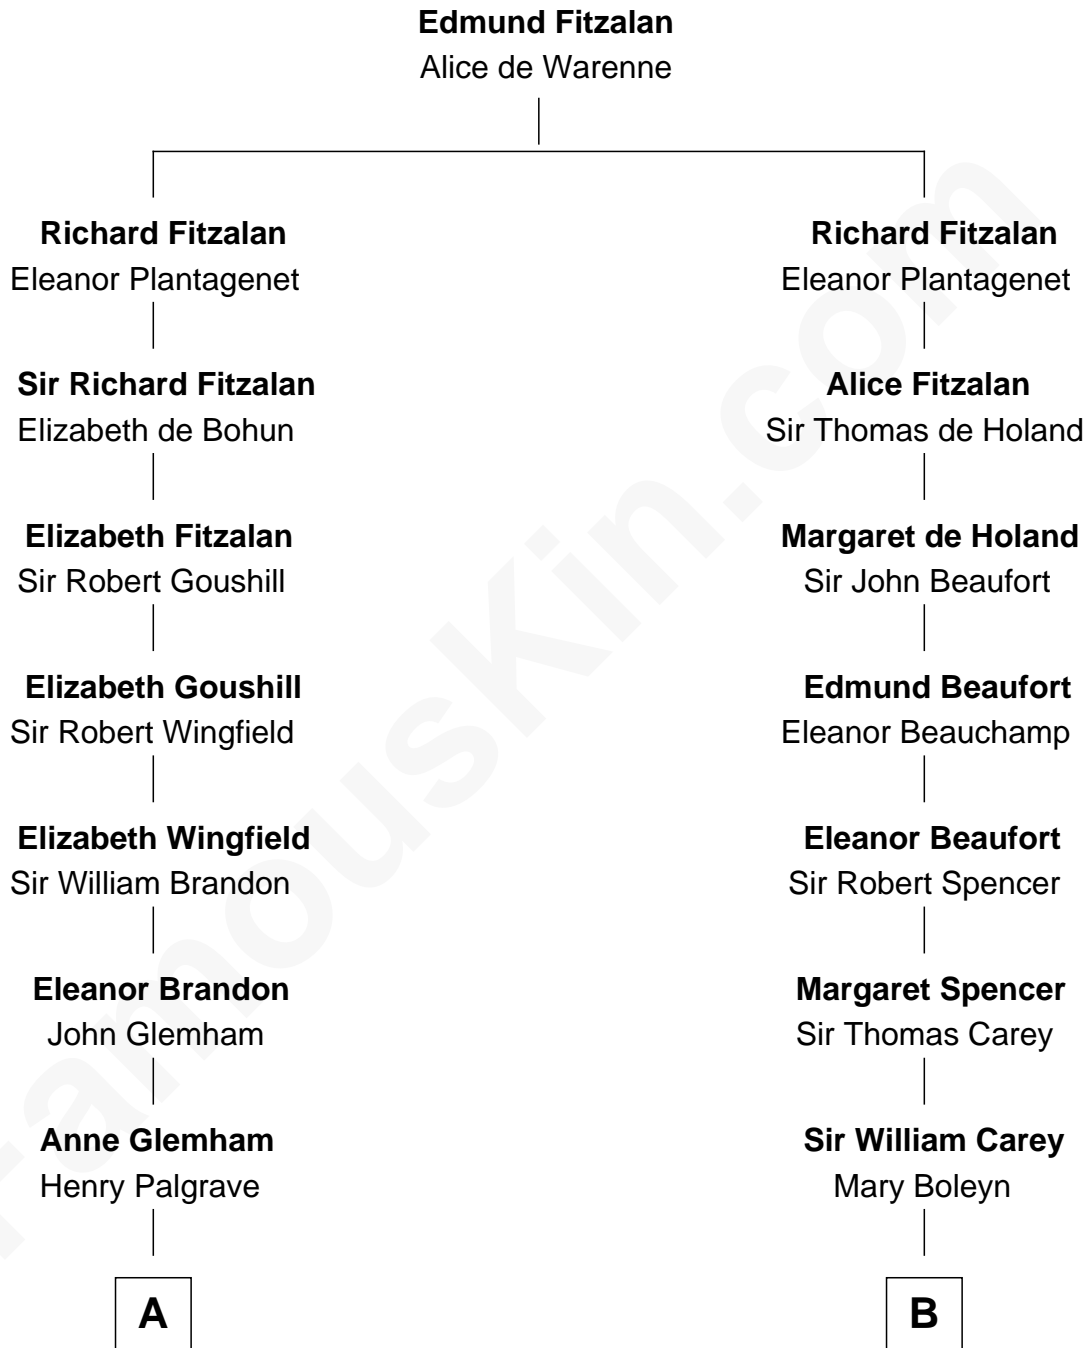 Edmund Fitzalan
Alice de Warenne
Richard Fitzalan
Eleanor Plantagenet
Sir Richard Fitzalan
Elizabeth de Bohun
Elizabeth Fitzalan
Sir Robert Goushill
Elizabeth Goushill
Sir Robert Wingfield
Elizabeth Wingfield
Sir William Brandon
Eleanor Brandon
John Glemham
Anne Glemham
Henry Palgrave
A
Richard Fitzalan
Eleanor Plantagenet
Alice Fitzalan
Sir Thomas de Holand
Margaret de Holand
Sir John Beaufort
Edmund Beaufort
Eleanor Beauchamp
Eleanor Beaufort
Sir Robert Spencer
Margaret Spencer
Sir Thomas Carey
Sir William Carey
Mary Boleyn
B
FamousKin.com